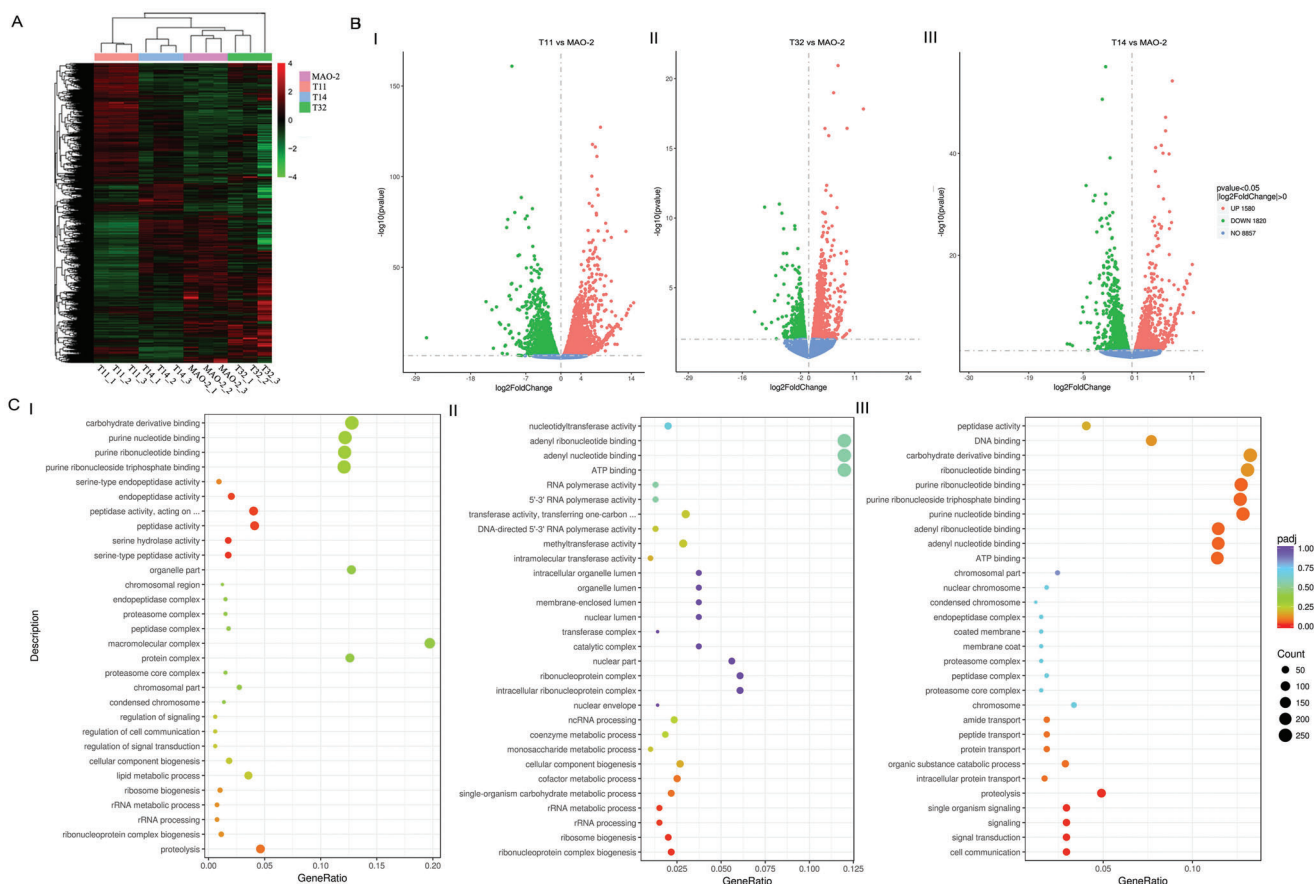 A
4
2
0
−2
−4
MAO-2
T11
T14
T32
T11_1
T11_2
T11_3
T14_1
T14_2
T14_3
MAO-2_1
MAO-2_2
MAO-2_3
T32_1
T32_2
T32_3
B
I
T11 vs MAO-2
-log10(pvalue)
150
100
50
-29
-18
-7
0
4
14
log2FoldChange
II
T32 vs MAO-2
-log10(pvalue)
20
15
10
5
-29
-16
-2
0
11
24
log2FoldChange
III
T14 vs MAO-2
-log10(pvalue)
40
20
-30
-20
-9
0
1
11
log2FoldChange
pvalue<0.05
|log2FoldChange|>0
UP 1580
DOWN 1820
NO 8857
C
I
Description
carbohydrate derivative binding
purine nucleotide binding
purine ribonucleotide binding
purine ribonucleoside triphosphate binding
serine-type endopeptidase activity
endopeptidase activity
peptidase activity, acting on ...
peptidase activity
serine hydrolase activity
serine-type peptidase activity
organelle part
chromosomal region
endopeptidase complex
proteasome complex
peptidase complex
macromolecular complex
protein complex
proteasome core complex
chromosomal part
condensed chromosome
regulation of signaling
regulation of cell communication
regulation of signal transduction
cellular component biogenesis
lipid metabolic process
ribosome biogenesis
rRNA metabolic process
rRNA processing
ribonucleoprotein complex biogenesis
proteolysis
0.00
0.05
0.10
0.15
0.20
GeneRatio
II
nucleotidyltransferase activity
adenyl ribonucleotide binding
adenyl nucleotide binding
ATP binding
RNA polymerase activity
5'-3' RNA polymerase activity
transferase activity, transferring one-carbon ...
DNA-directed 5'-3' RNA polymerase activity
methyltransferase activity
intramolecular transferase activity
intracellular organelle lumen
organelle lumen
membrane-enclosed lumen
nuclear lumen
transferase complex
catalytic complex
nuclear part
ribonucleoprotein complex
intracellular ribonucleoprotein complex
nuclear envelope
ncRNA processing
coenzyme metabolic process
monosaccharide metabolic process
cellular component biogenesis
cofactor metabolic process
single-organism carbohydrate metabolic process
rRNA metabolic process
rRNA processing
ribosome biogenesis
ribonucleoprotein complex biogenesis
0.025
0.050
0.075
0.100
0.125
GeneRatio
III
peptidase activity
DNA binding
carbohydrate derivative binding
ribonucleotide binding
purine ribonucleotide binding
purine ribonucleoside triphosphate binding
purine nucleotide binding
adenyl ribonucleotide binding
adenyl nucleotide binding
ATP binding
chromosomal part
nuclear chromosome
condensed chromosome
endopeptidase complex
coated membrane
membrane coat
proteasome complex
peptidase complex
proteasome core complex
chromosome
amide transport
peptide transport
protein transport
organic substance catabolic process
intracellular protein transport
proteolysis
single organism signaling
signaling
signal transduction
cell communication
0.05
0.10
GeneRatio
padj
1.00
0.75
0.50
0.25
0.00
Count
50
100
150
200
250